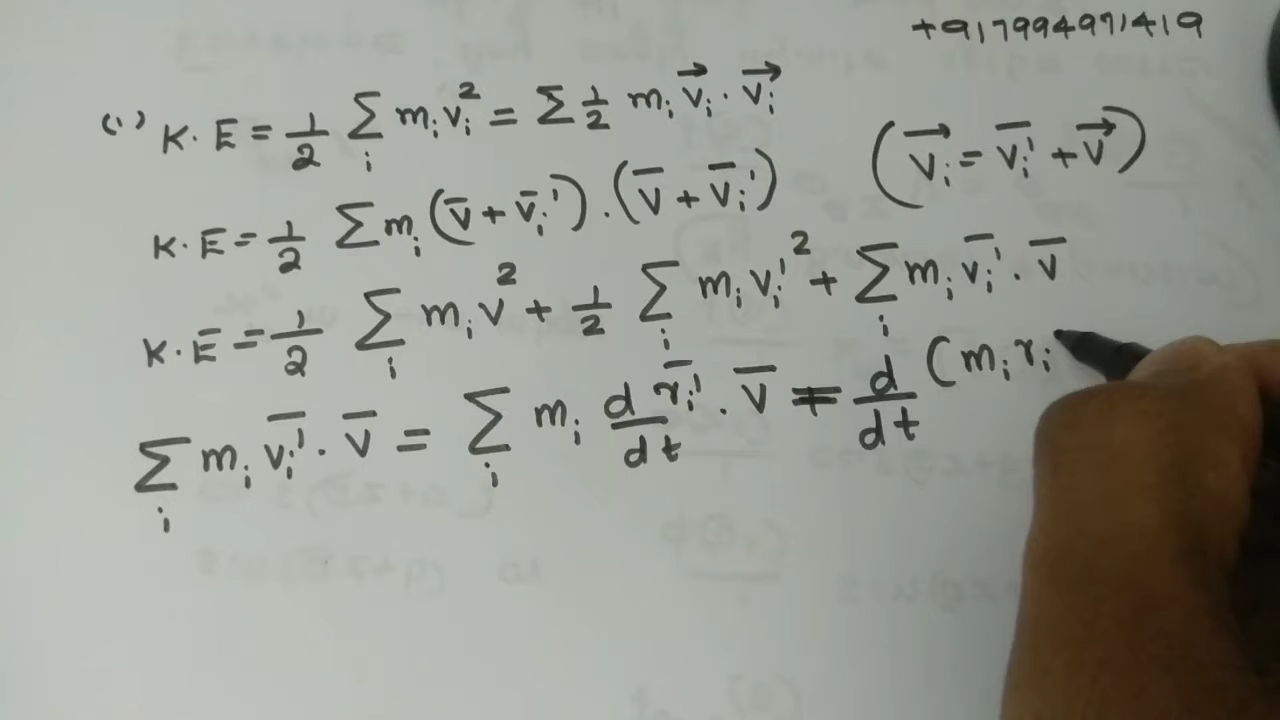 +917994971419
(1) K.E = 1/2 Σ_i m_i v_i^2 = Σ 1/2 m_i v⃗_i · v⃗_i
K.E = 1/2 Σ m_i (v̄ + v̄_i') · (v̄ + v̄_i') (v⃗_i = v̄_i' + v⃗)
K.E = 1/2 Σ_i m_i v^2 + 1/2 Σ_i m_i v_i'^2 + Σ_i m_i v̄_i' · v̄
Σ_i m_i v̄_i' · v̄ = Σ_i m_i d r̄_i'/dt · v̄ = d/dt (m_i r_i